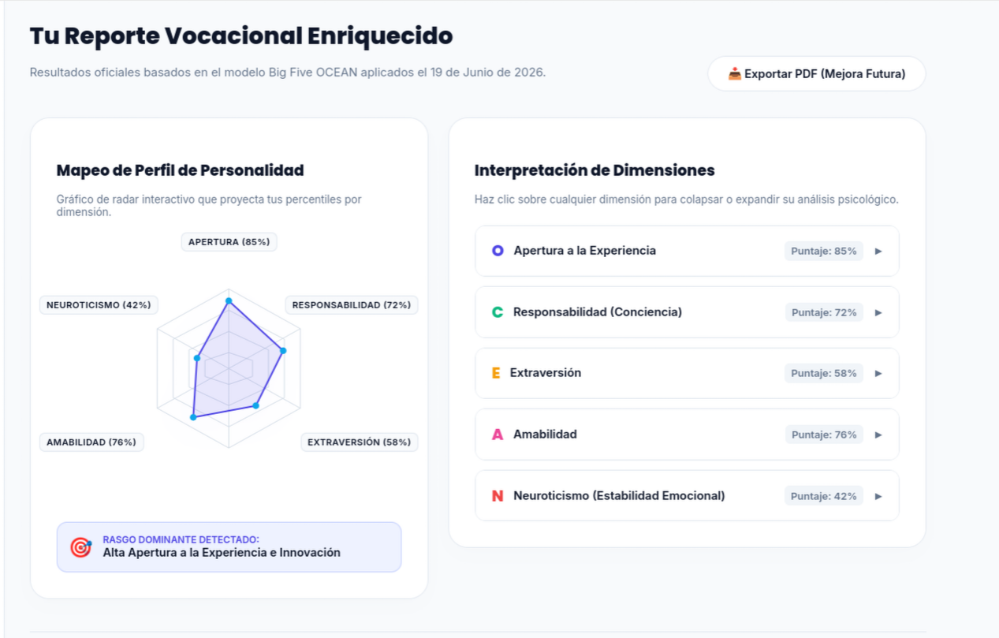 Tu Reporte Vocacional Enriquecido
Resultados oficiales basados en el modelo Big Five OCEAN aplicados el 19 de Junio de 2026.
Exportar PDF (Mejora Futura)
Mapeo de Perfil de Personalidad
Gráfico de radar interactivo que proyecta tus percentiles por
dimensión.
APERTURA (85%)
NEUROTICISMO (42%)
RESPONSABILIDAD (72%)
AMABILIDAD (76%)
EXTRAVERSIÓN (58%)
RASGO DOMINANTE DETECTADO:
Alta Apertura a la Experiencia e Innovación
Interpretación de Dimensiones
Haz clic sobre cualquier dimensión para colapsar o expandir su análisis psicológico.
O Apertura a la Experiencia Puntaje: 85%
C Responsabilidad (Conciencia) Puntaje: 72%
E Extraversión Puntaje: 58%
A Amabilidad Puntaje: 76%
N Neuroticismo (Estabilidad Emocional) Puntaje: 42%